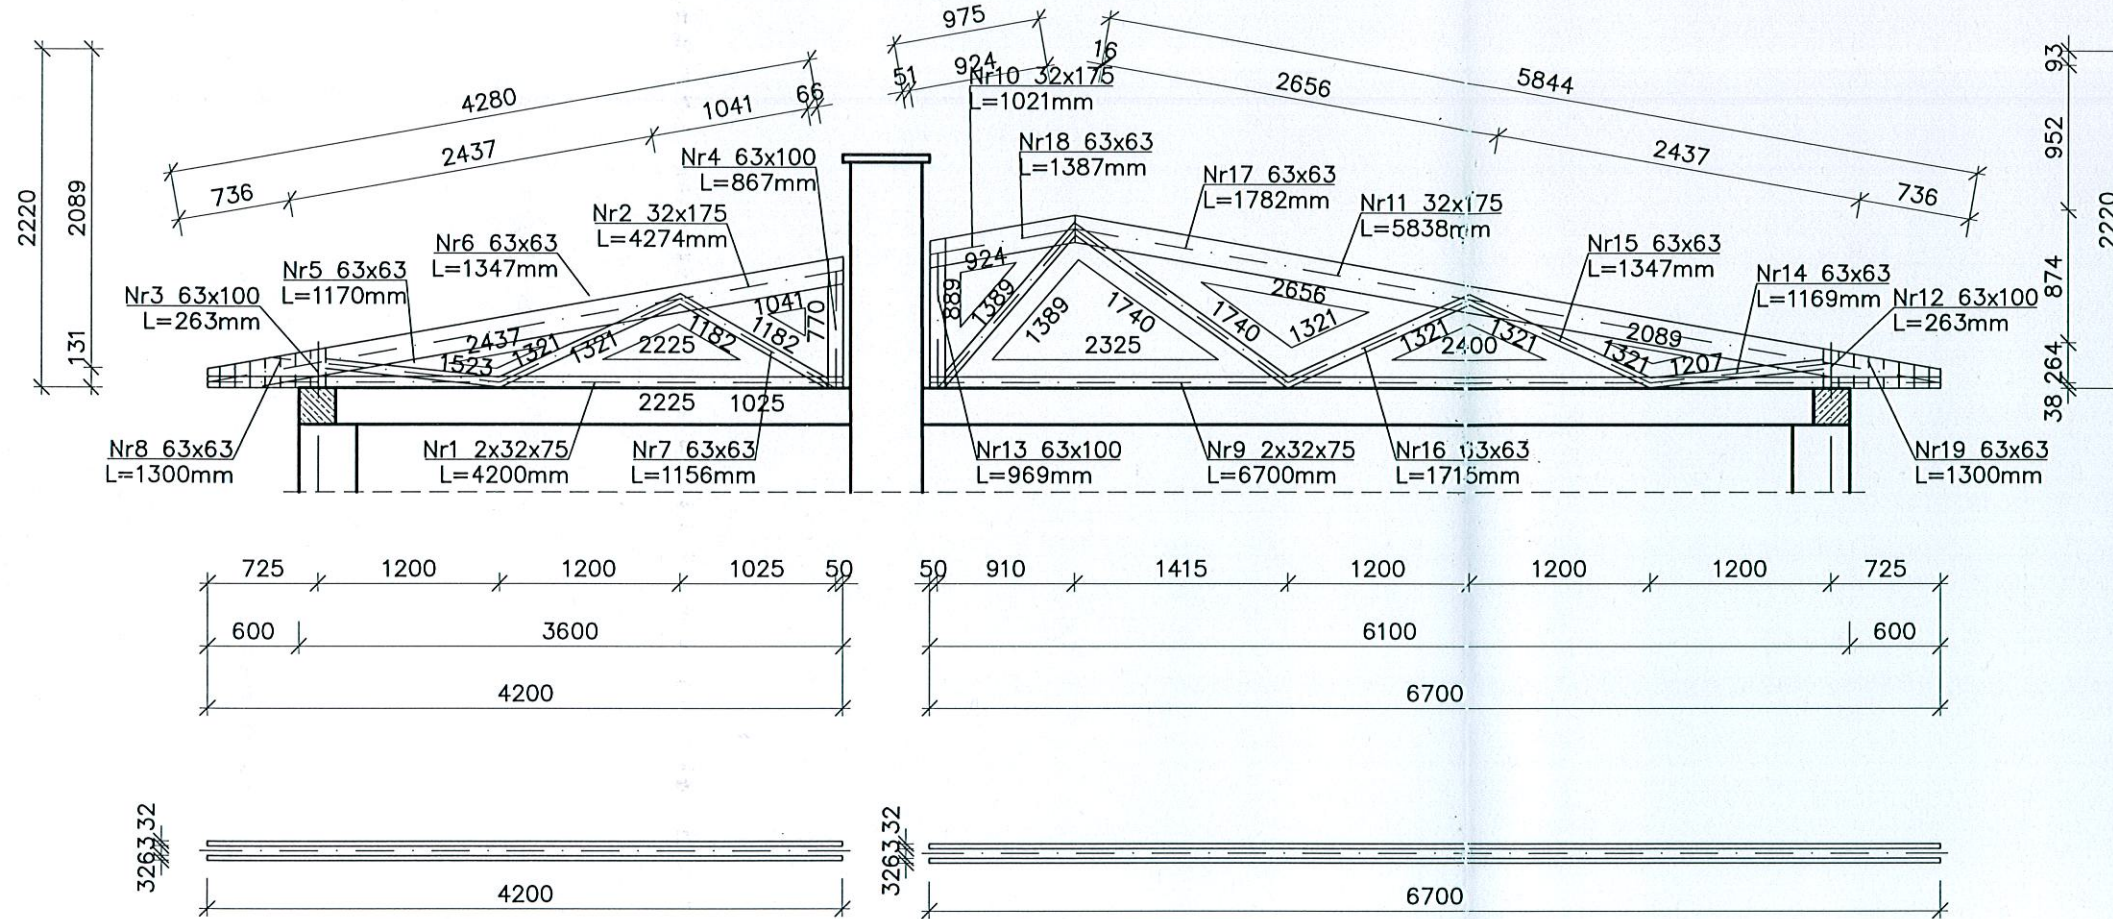 975
16
924
51
Nr10 32x175
L=1021mm
2656
5844
93
4280
1041
66
952
2437
2437
736
736
2220
2089
131
2220
874
264
38
Nr4 63x100
L=867mm
Nr18 63x63
L=1387mm
Nr17 63x63
L=1782mm
Nr2 32x175
L=4274mm
Nr11 32x175
L=5838mm
Nr6 63x63
L=1347mm
Nr15 63x63
L=1347mm
Nr5 63x63
L=1170mm
Nr14 63x63
L=1169mm
Nr3 63x100
L=263mm
Nr12 63x100
L=263mm
924
889
1389
1389
1740
1740
2656
1321
2325
1041
770
1182
1182
2225
2437
1523
1321
1321
1321
2400
1321
2089
1321
1207
2225
1025
Nr8 63x63
L=1300mm
Nr1 2x32x75
L=4200mm
Nr7 63x63
L=1156mm
Nr13 63x100
L=969mm
Nr9 2x32x75
L=6700mm
Nr16 63x63
L=1715mm
Nr19 63x63
L=1300mm
725 1200 1200 1025 50
50 910 1415 1200 1200 1200 725
600 3600
6100 600
4200
6700
32 63 32
32 63 32
4200
6700